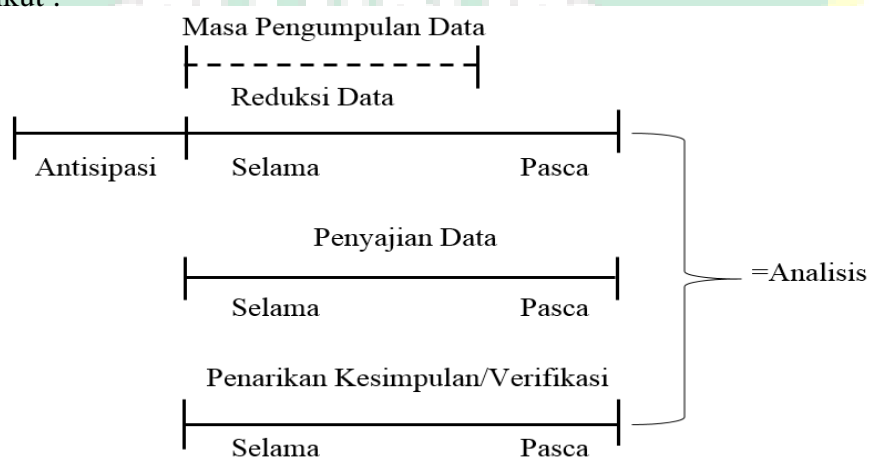 Masa Pengumpulan Data
Reduksi Data
Antisipasi Selama Pasca
Penyajian Data
=Analisis
Selama Pasca
Penarikan Kesimpulan/Verifikasi
Selama Pasca